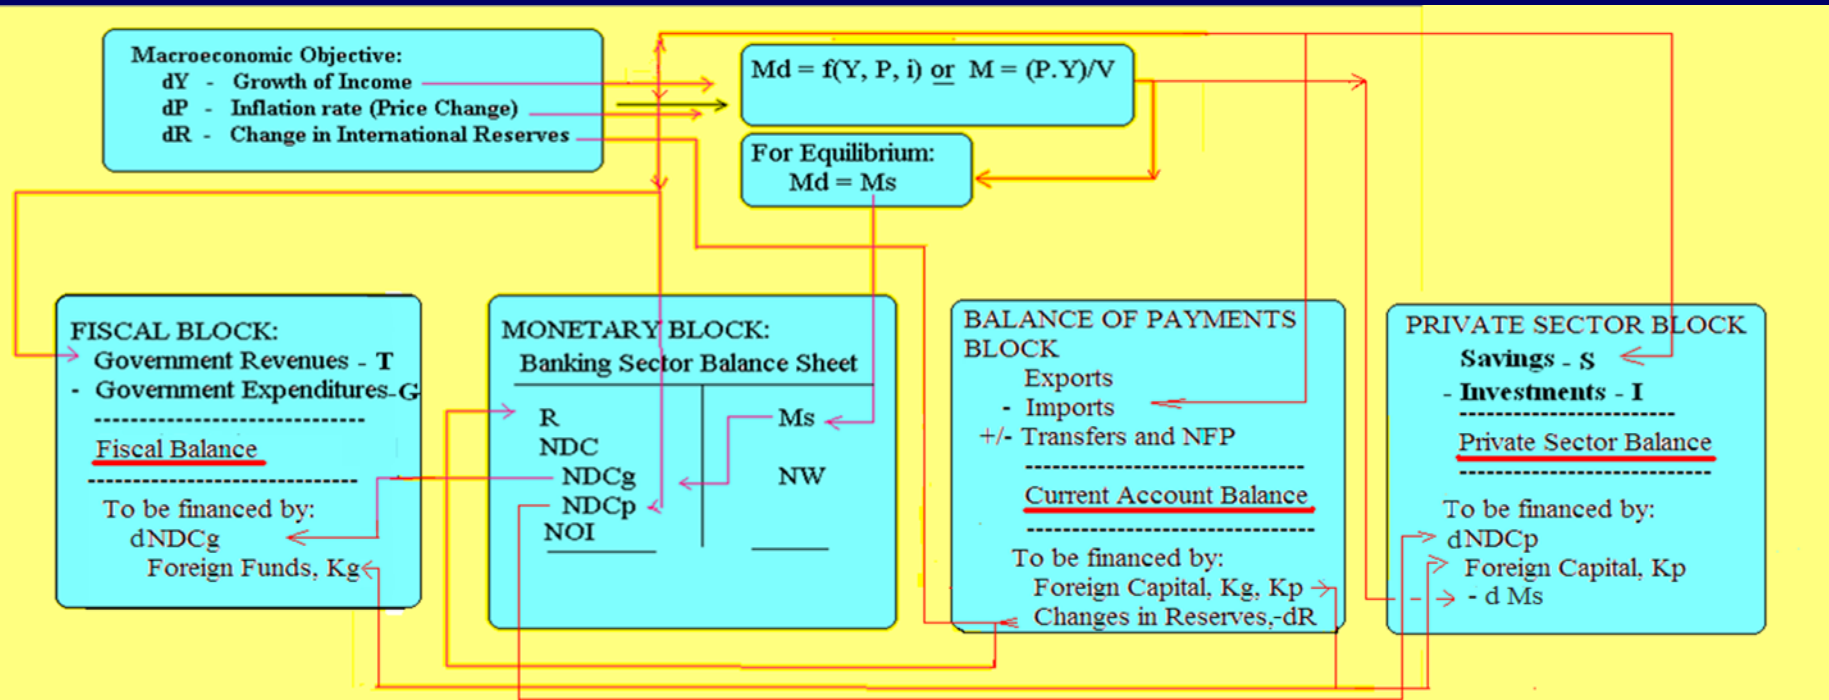 Macroeconomic Objective:
dY - Growth of Income
dP - Inflation rate (Price Change)
dR - Change in International Reserves
Md = f(Y, P, i) or M = (P.Y)/V
For Equilibrium:
Md = Ms
FISCAL BLOCK:
Government Revenues - T
- Government Expenditures-G
--------------------------
Fiscal Balance
--------------------------
To be financed by:
dNDCg
Foreign Funds, Kg
MONETARY BLOCK:
Banking Sector Balance Sheet
R
Ms
NDC
NDCg
NW
NDCp
NOI
BALANCE OF PAYMENTS
BLOCK
Exports
- Imports
+/- Transfers and NFP
--------------------------
Current Account Balance
--------------------------
To be financed by:
Foreign Capital, Kg, Kp
Changes in Reserves,-dR
PRIVATE SECTOR BLOCK
Savings - S
- Investments - I
--------------------------
Private Sector Balance
--------------------------
To be financed by:
dNDCp
Foreign Capital, Kp
- d Ms